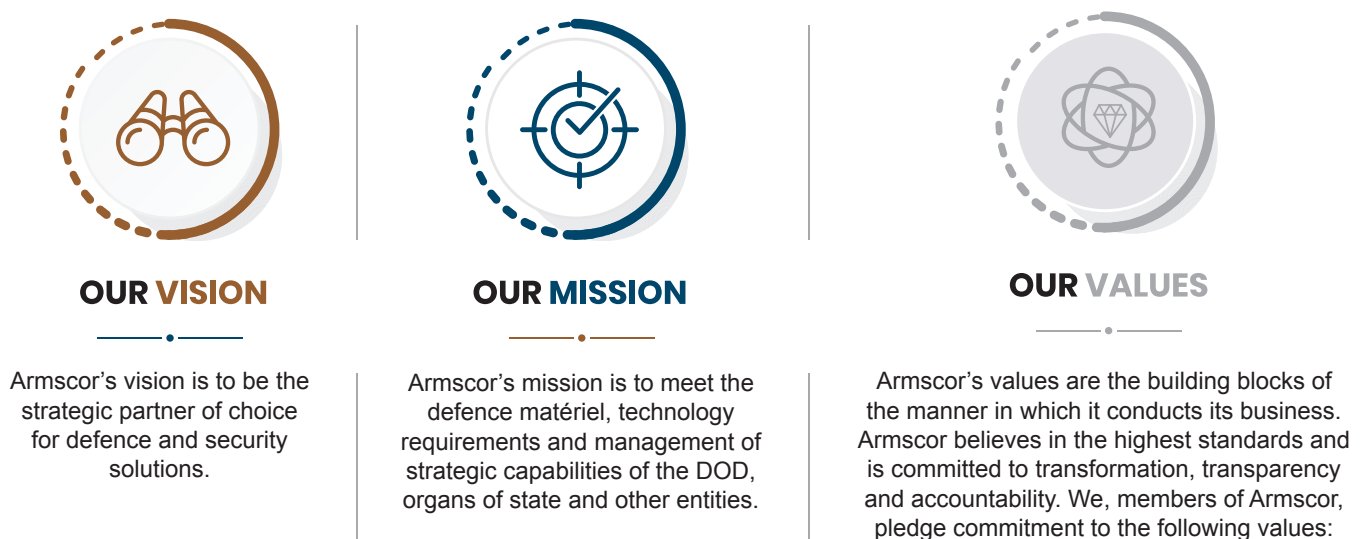 OUR VISION
Armscor's vision is to be the
strategic partner of choice
for defence and security
solutions.
OUR MISSION
Armscor's mission is to meet the
defence matériel, technology
requirements and management of
strategic capabilities of the DOD,
organs of state and other entities.
OUR VALUES
Armscor's values are the building blocks of
the manner in which it conducts its business.
Armscor believes in the highest standards and
is committed to transformation, transparency
and accountability. We, members of Armscor,
pledge commitment to the following values: